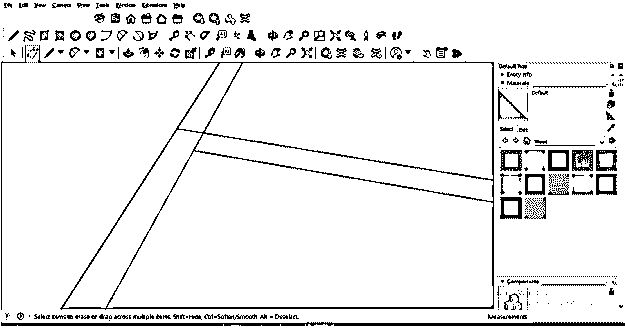 File Edit View Camera Draw Tools Window Extensions Help
Default Tray
Entity Info
Materials
Default
Select Edit
Wood
Components
Select items to erase or drag across multiple items. Shift=Hide, Ctrl=Soften/Smooth, Alt = Deselect.
Measurements